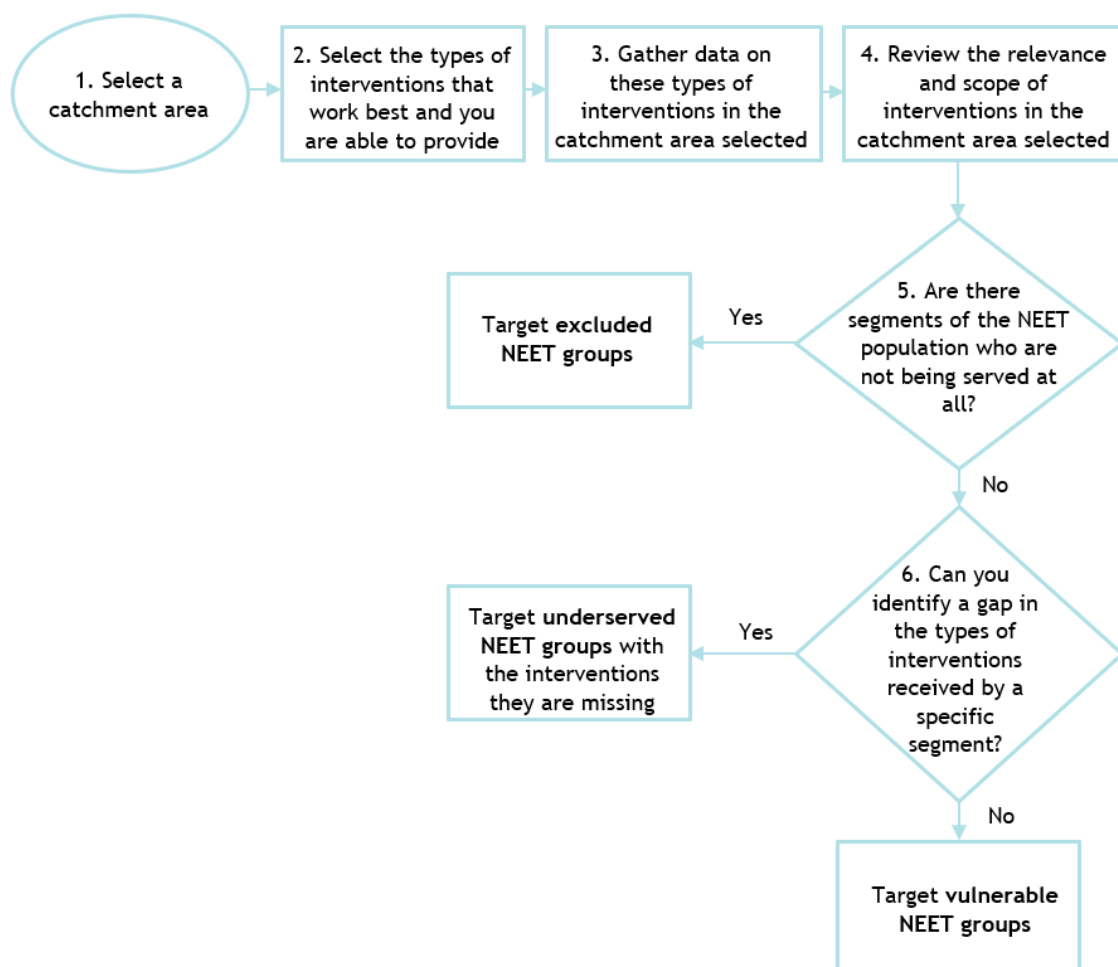 1. Select a
catchment area
2. Select the types of
interventions that
work best and you
are able to provide
3. Gather data on
these types of
interventions in the
catchment area selected
4. Review the relevance
and scope of
interventions in the
catchment area selected
5. Are there
segments of the NEET
population who are
not being served at
all?
Yes
Target excluded
NEET groups
No
6. Can you
identify a gap in
the types of
interventions
received by a
specific
segment?
Yes
Target underserved
NEET groups with
the interventions
they are missing
No
Target vulnerable
NEET groups